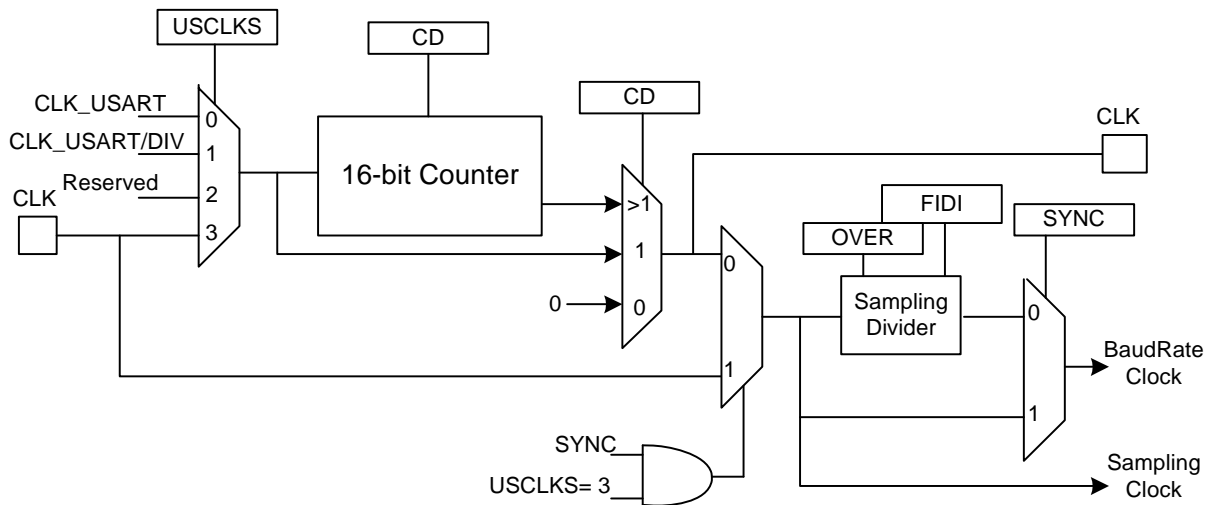 USCLKS
CD
CD
CLK_USART
CLK_USART/DIV
Reserved
CLK
0
1
2
3
16-bit Counter
>1
1
0
0
CLK
FIDI
OVER
SYNC
0
1
Sampling
Divider
0
1
BaudRate
Clock
SYNC
USCLKS= 3
Sampling
Clock